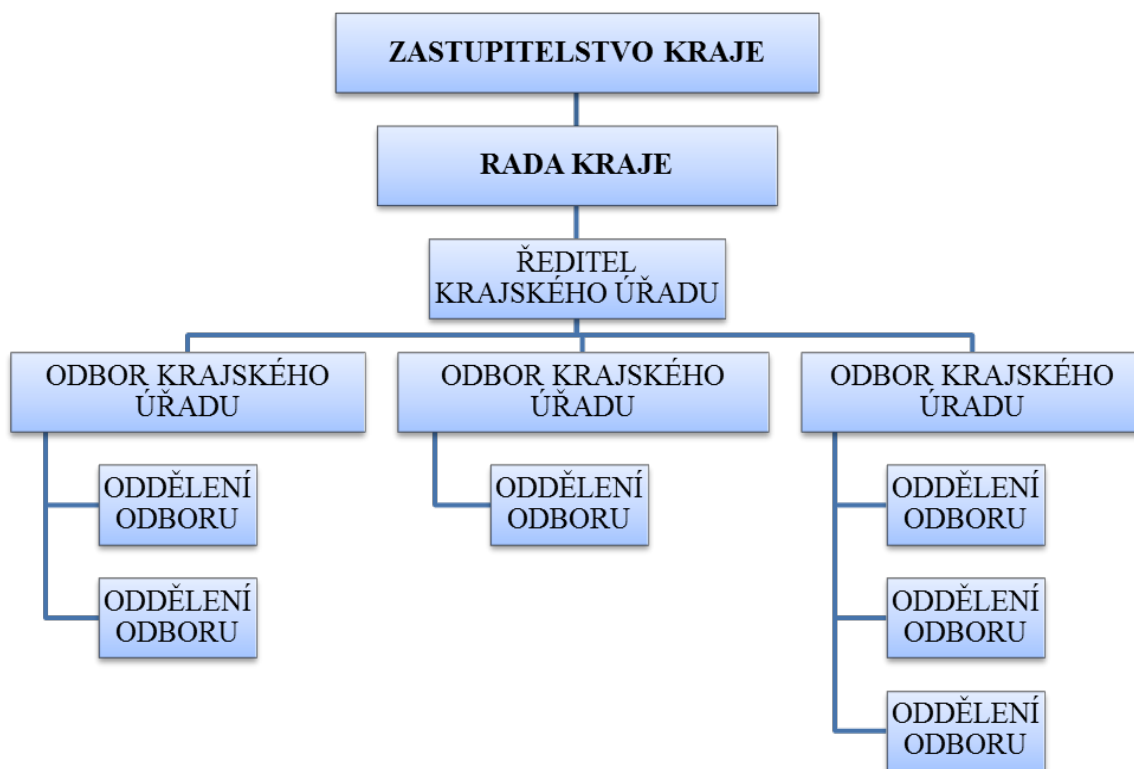 ZASTUPITELSTVO KRAJE
RADA KRAJE
ŘEDITEL
KRAJSKÉHO ÚŘADU
ODBOR KRAJSKÉHO
ÚŘADU
ODDĚLENÍ
ODBORU
ODDĚLENÍ
ODBORU
ODBOR KRAJSKÉHO
ÚŘADU
ODDĚLENÍ
ODBORU
ODBOR KRAJSKÉHO
ÚRADU
ODDĚLENÍ
ODBORU
ODDĚLENÍ
ODBORU
ODDĚLENÍ
ODBORU